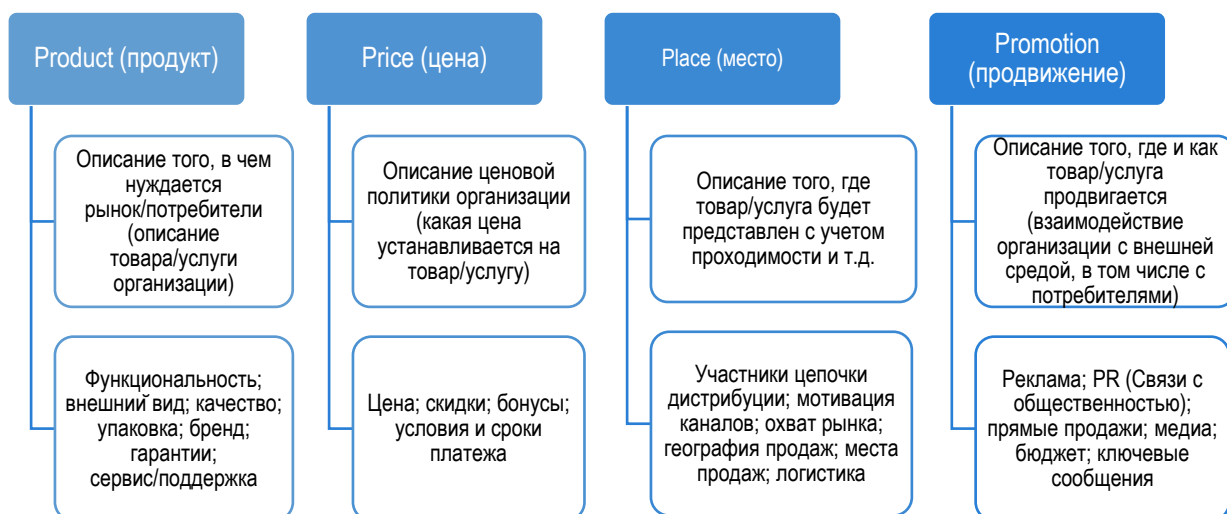 Product (продукт)
Описание того, в чем
нуждается
рынок/потребители
(описание
товара/услуги
организации)
Функциональность;
внешний вид; качество;
упаковка; бренд;
гарантии;
сервис/поддержка
Price (цена)
Описание ценовой
политики организации
(какая цена
устанавливается на
товар/услугу)
Цена; скидки; бонусы;
условия и сроки
платежа
Place (место)
Описание того, где
товар/услуга будет
представлен с учетом
проходимости и т.д.
Участники цепочки
дистрибуции; мотивация
каналов; охват рынка;
география продаж; места
продаж; логистика
Promotion
(продвижение)
Описание того, где и как
товар/услуга
продвигается
(взаимодействие
организации с внешней
средой, в том числе с
потребителями)
Реклама; PR (Связи с
общественностью);
прямые продажи; медиа;
бюджет; ключевые
сообщения